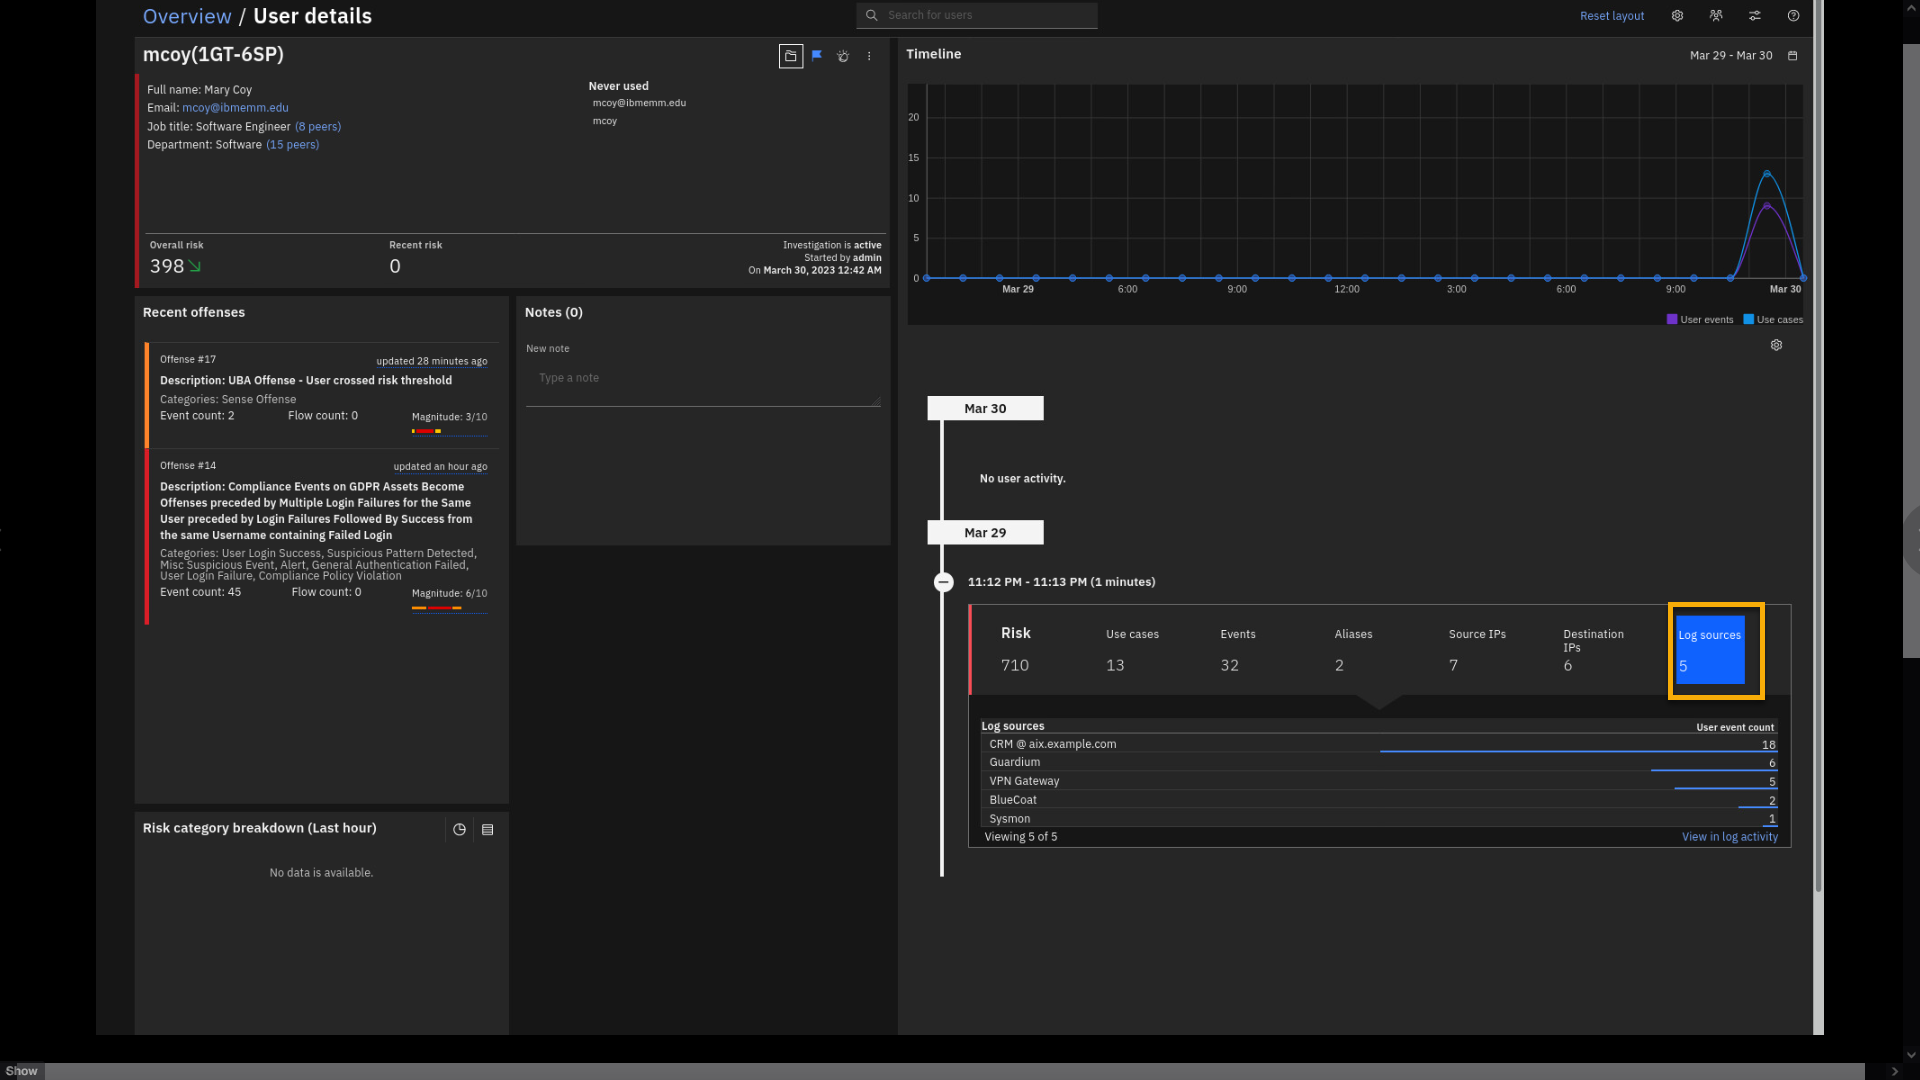 Overview / User details
Search for users
Reset layout
mcoy(1GT-6SP)
Full name: Mary Coy
Email: mcoy@ibmemm.edu
Job title: Software Engineer (8 peers)
Department: Software (15 peers)
Never used
mcoy@ibmemm.edu
mcoy
Overall risk
398
Recent risk
0
Investigation is active
Started by admin
On March 30, 2023 12:42 AM
Recent offenses
Offense #17
updated 28 minutes ago
Description: UBA Offense - User crossed risk threshold
Categories: Sense Offense
Event count: 2
Flow count: 0
Magnitude: 3/10
Offense #14
updated an hour ago
Description: Compliance Events on GDPR Assets Become
Offenses preceded by Multiple Login Failures for the Same
User preceded by Login Failures Followed By Success from
the same Username containing Failed Login
Categories: User Login Success, Suspicious Pattern Detected,
Misc Suspicious Event, Alert, General Authentication Failed,
User Login Failure, Compliance Policy Violation
Event count: 45
Flow count: 0
Magnitude: 6/10
Notes (0)
New note
Type a note
Risk category breakdown (Last hour)
No data is available.
Timeline
Mar 29 - Mar 30
20
15
10
5
0
Mar 29
6:00
9:00
12:00
3:00
6:00
9:00
Mar 30
User events
Use cases
Mar 30
No user activity.
Mar 29
11:12 PM - 11:13 PM (1 minutes)
Risk
710
Use cases
13
Events
32
Aliases
2
Source IPs
7
Destination
IPs
6
Log sources
5
Log sources
User event count
CRM @ aix.example.com
18
Guardium
6
VPN Gateway
5
BlueCoat
2
Sysmon
1
Viewing 5 of 5
View in log activity
Show